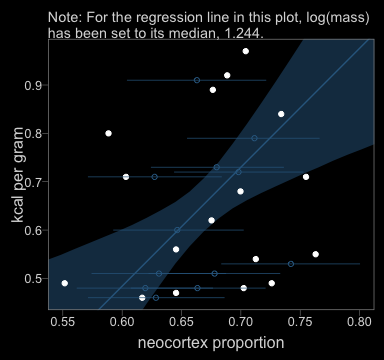 Note: For the regression line in this plot, log(mass)
has been set to its median, 1.244.
kcal per gram
0.9
0.8
0.7
0.6
0.5
0.55 0.60 0.65 0.70 0.75 0.80
neocortex proportion